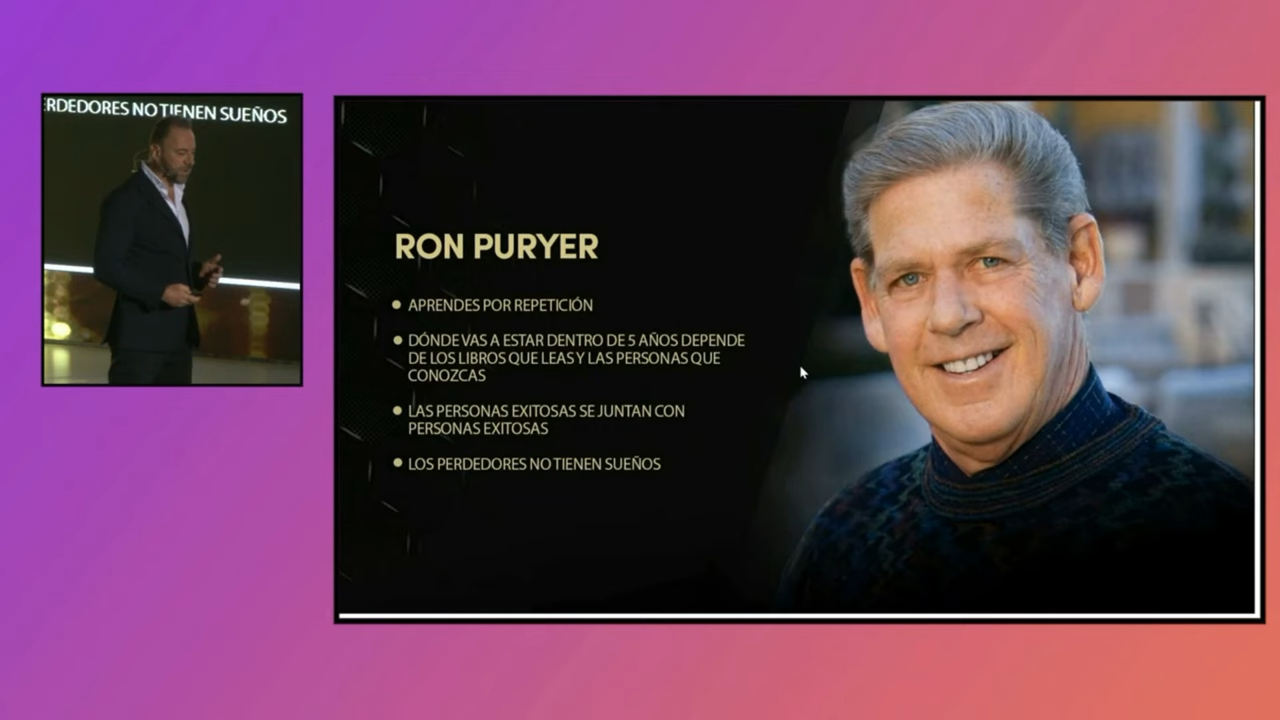 RDEDORES NO TIENEN SUEÑOS
RON PURYER
APRENDES POR REPETICIÓN
DÓNDE VAS A ESTAR DENTRO DE 5 AÑOS DEPENDE
DE LOS LIBROS QUE LEAS Y LAS PERSONAS QUE
CONOZCAS
LAS PERSONAS EXITOSAS SE JUNTAN CON
PERSONAS EXITOSAS
LOS PERDEDORES NO TIENEN SUEÑOS